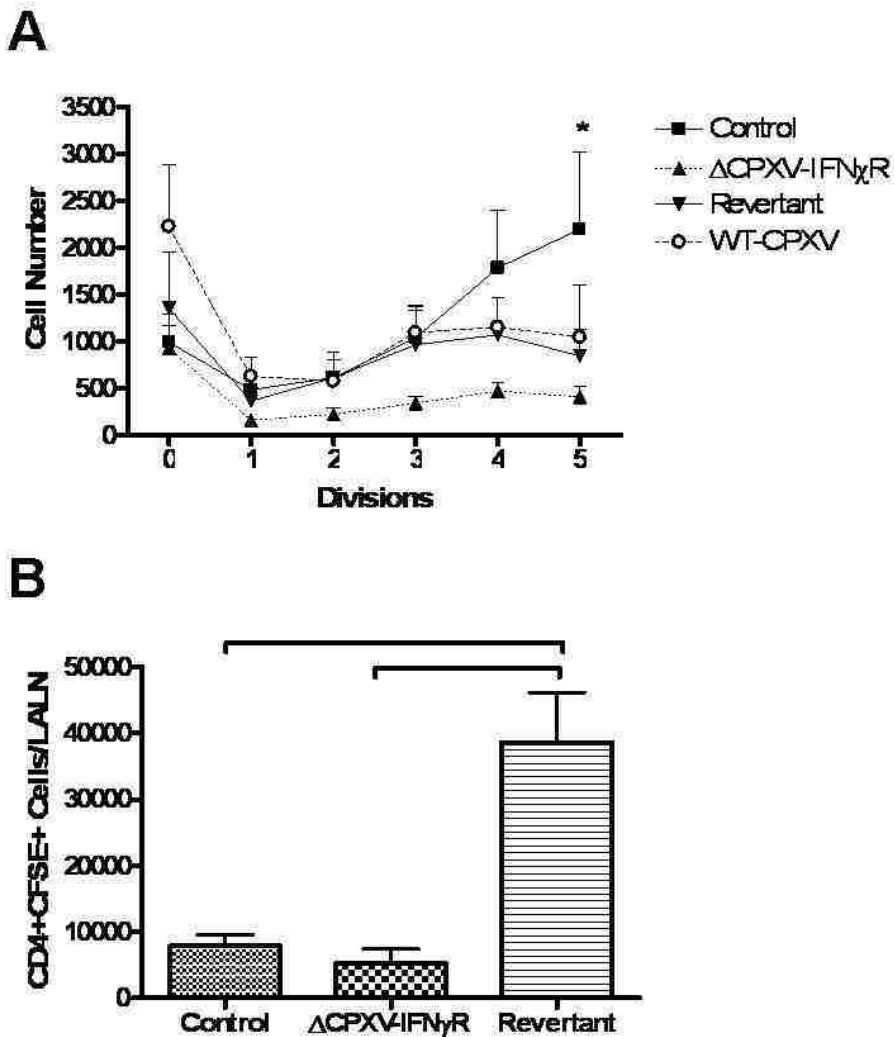 A
3500
3000
2500
2000
1500
1000
500
0
Cell Number
0 1 2 3 4 5
Divisions
*
Control
ΔCPXV-IFNγR
Revertant
WT-CPXV
B
50000
40000
30000
20000
10000
0
CD4+CFSE+ Cells/LALN
Control ΔCPXV-IFNγR Revertant